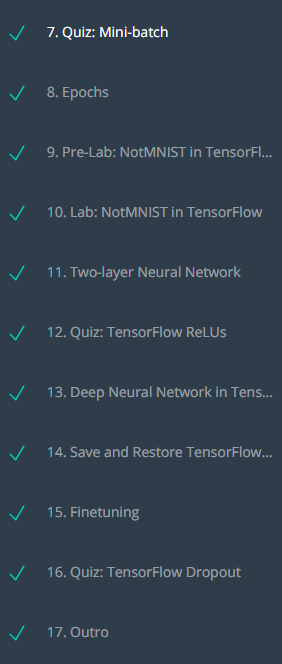 7. Quiz: Mini-batch
8. Epochs
9. Pre-Lab: NotMNIST in TensorFl...
10. Lab: NotMNIST in TensorFlow
11. Two-layer Neural Network
12. Quiz: TensorFlow ReLUs
13. Deep Neural Network in Tens...
14. Save and Restore TensorFlow...
15. Finetuning
16. Quiz: TensorFlow Dropout
17. Outro